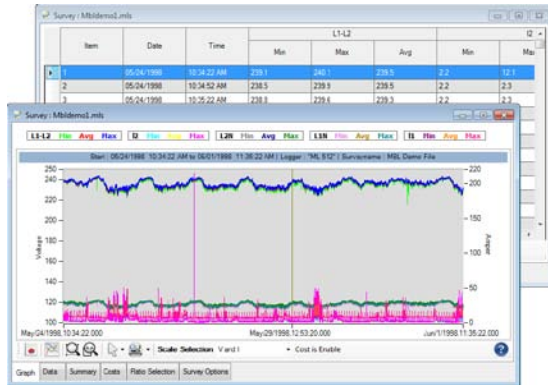 Survey : Mbldemo1.mls
L1-L2 I2
Item Date Time Min Max Avg Min Max
1 05/24/1998 10:34:22 AM 239.1 240.1 239.5 2.2 12.1
2 05/24/1998 10:34:52 AM 238.5 239.9 239.5 2.2 2.3
3 05/24/1998 10:35:22 AM 238.8 239.6 239.3 2.2 2.3
Survey : Mbldemo1.mls
L1-L2 Min Avg Max I2 Max L2N Min Avg Max L1N Min Avg Max I1 Min Avg Max
Start : 05/24/1998 10:34:22 AM to 06/01/1998 11:35:22 AM | Logger : "ML 512" | Surveyname : MBL Demo File
250 220
240 200
220
200
180 150
160 100
140 50
120
100 0
Voltage
Amper
May/24/1998,10:34:22.000 May/29/1998,12:53:20.000 Jun/1/1998,11:35:22.000
Scale Selection Cost is Enable
Graph Data Summary Costs Ratio Selection Survey Options